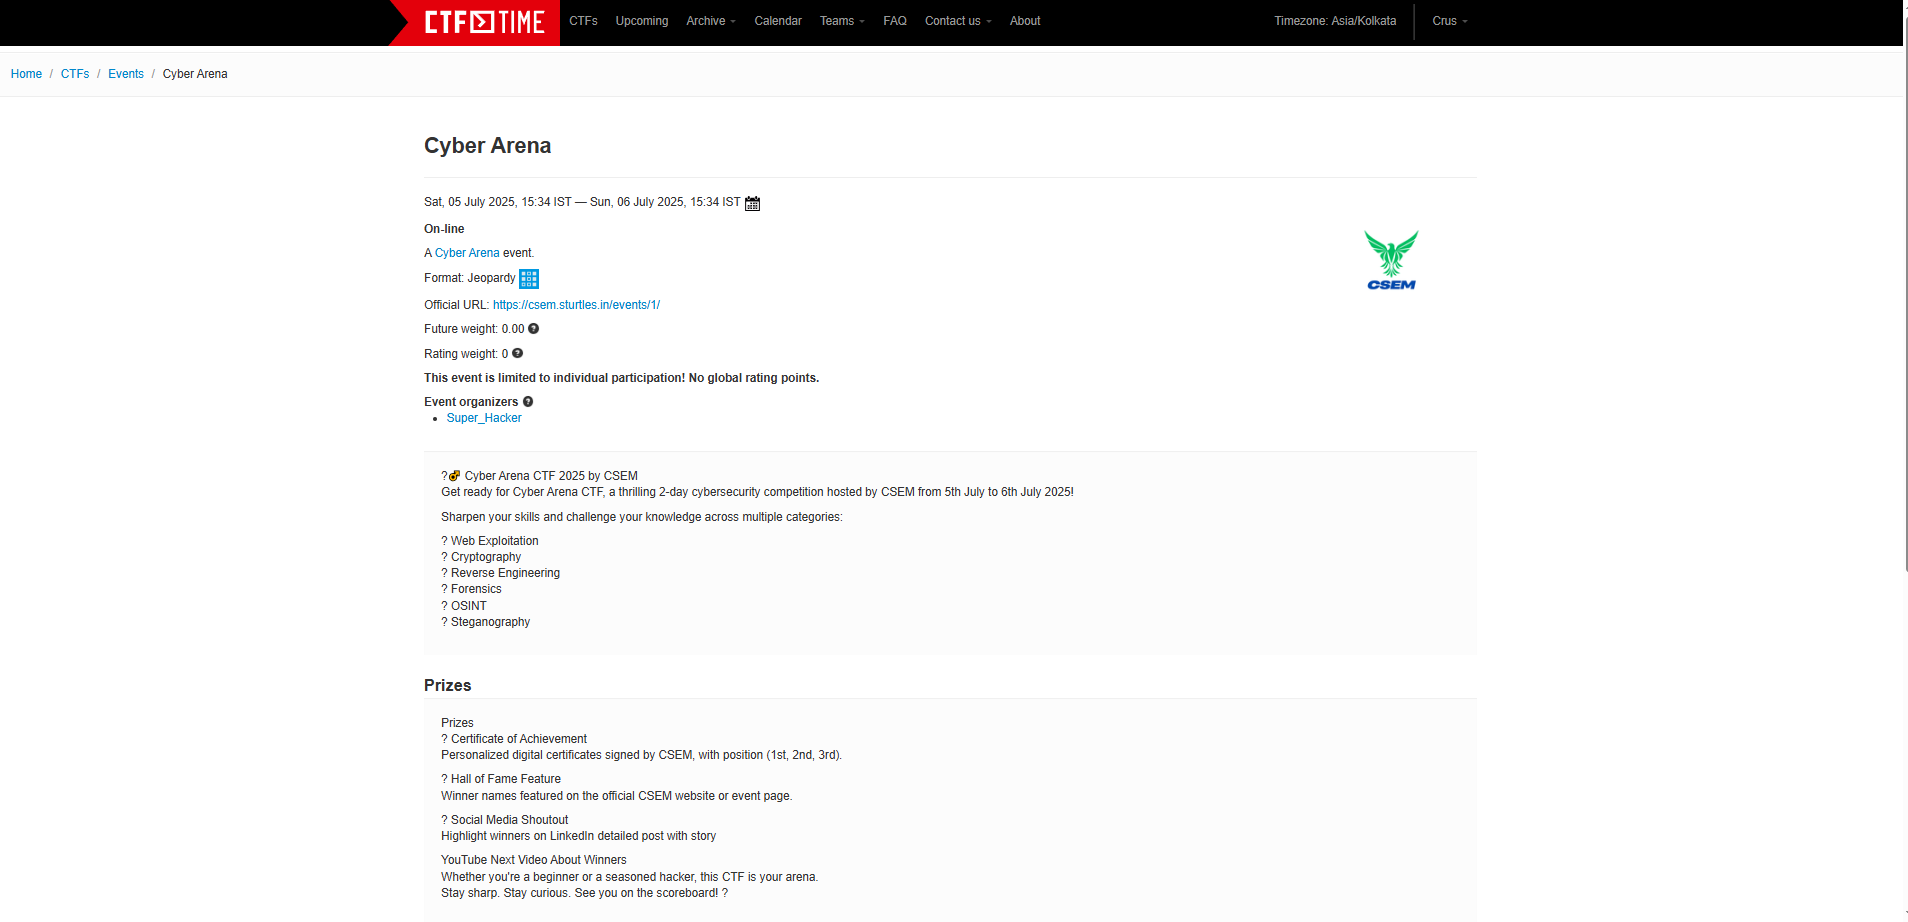 CTF TIME
CTFs Upcoming Archive Calendar Teams FAQ Contact us About Timezone: Asia/Kolkata Crus
Home / CTFs / Events / Cyber Arena
Cyber Arena
Sat, 05 July 2025, 15:34 IST — Sun, 06 July 2025, 15:34 IST
On-line
CSEM
A Cyber Arena event.
Format: Jeopardy
Official URL: https://csem.sturtles.in/events/1/
Future weight: 0.00 ?
Rating weight: 0 ?
This event is limited to individual participation! No global rating points.
Event organizers ?
• Super_Hacker
? Cyber Arena CTF 2025 by CSEM
Get ready for Cyber Arena CTF, a thrilling 2-day cybersecurity competition hosted by CSEM from 5th July to 6th July 2025!
Sharpen your skills and challenge your knowledge across multiple categories:
? Web Exploitation
? Cryptography
? Reverse Engineering
? Forensics
? OSINT
? Steganography
Prizes
Prizes
? Certificate of Achievement
Personalized digital certificates signed by CSEM, with position (1st, 2nd, 3rd).
? Hall of Fame Feature
Winner names featured on the official CSEM website or event page.
? Social Media Shoutout
Highlight winners on LinkedIn detailed post with story
YouTube Next Video About Winners
Whether you're a beginner or a seasoned hacker, this CTF is your arena.
Stay sharp. Stay curious. See you on the scoreboard! ?